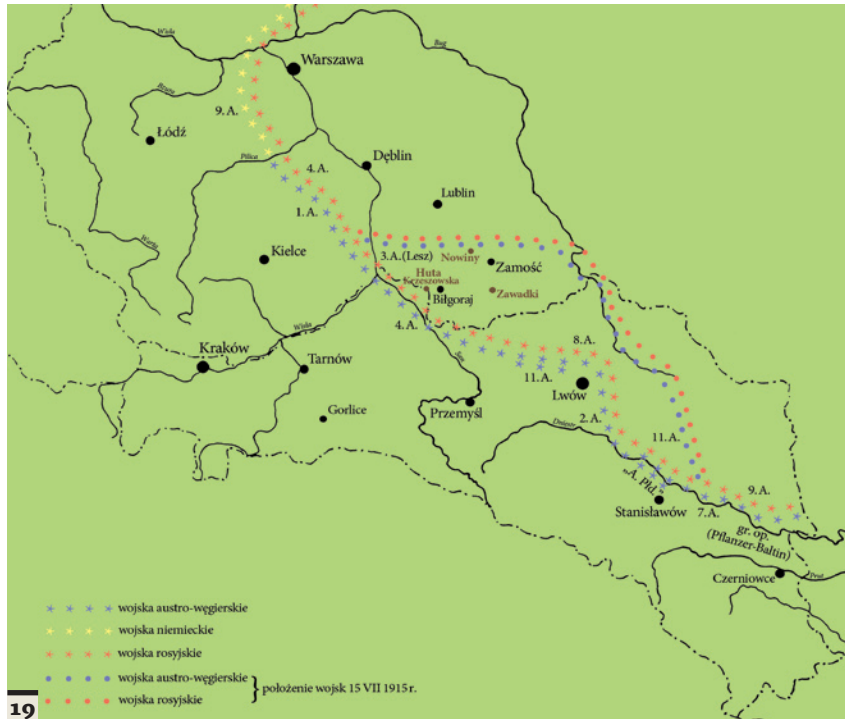 Wisła
Bug
Warszawa
Bzura
9.A.
Łódź
Pilica
Dęblin
4.A.
Lublin
1.A.
Warta
Kielce
3.A.(Lesz)
Nowiny
Zamość
Huta
Krzeszowska
Biłgoraj
Zawadki
Wisła
4.A.
8.A.
Kraków
San
Tarnów
11.A.
Lwów
Gorlice
Przemyśl
2.A.
Dniestr
11.A.
„A. Płd."
9.A.
Stanisławów
7.A.
gr. op.
(Pflanzer-Baltin)
Czerniowce
Prut
wojska austro-węgierskie
wojska niemieckie
wojska rosyjskie
wojska austro-węgierskie
położenie wojsk 15 VII 1915 r.
wojska rosyjskie
19